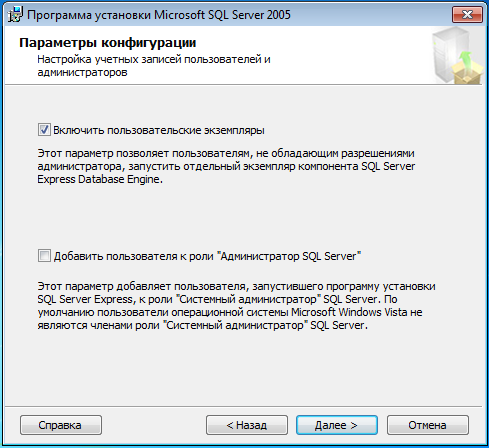 Программа установки Microsoft SQL Server 2005
Параметры конфигурации
Настройка учетных записей пользователей и
администраторов
Включить пользовательские экземпляры
Этот параметр позволяет пользователям, не обладающим разрешениями
администратора, запустить отдельный экземпляр компонента SQL Server
Express Database Engine.
Добавить пользователя к роли "Администратор SQL Server"
Этот параметр добавляет пользователя, запустившего программу установки
SQL Server Express, к роли "Системный администратор" SQL Server. По
умолчанию пользователи операционной системы Microsoft Windows Vista не
являются членами роли "Системный администратор" SQL Server.
Справка
< Назад
Далее >
Отмена